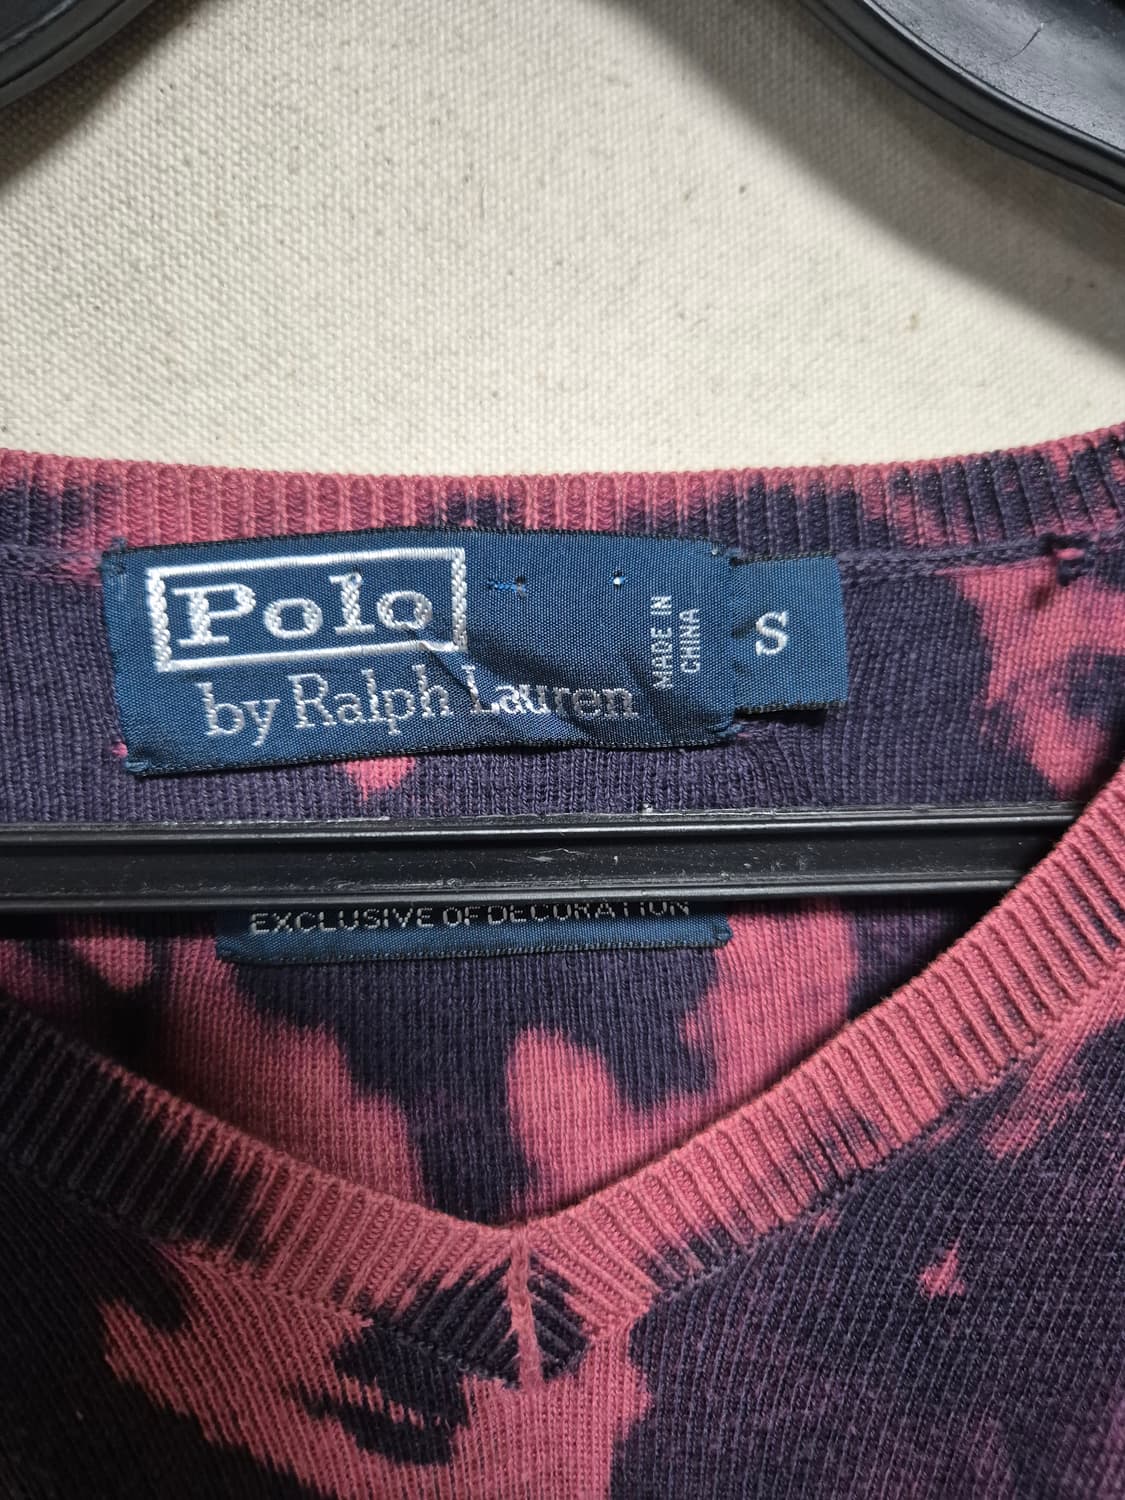 Polo
by Ralph Lauren
MADE IN
CHINA
S
EXCLUSIVE OF DECORATION